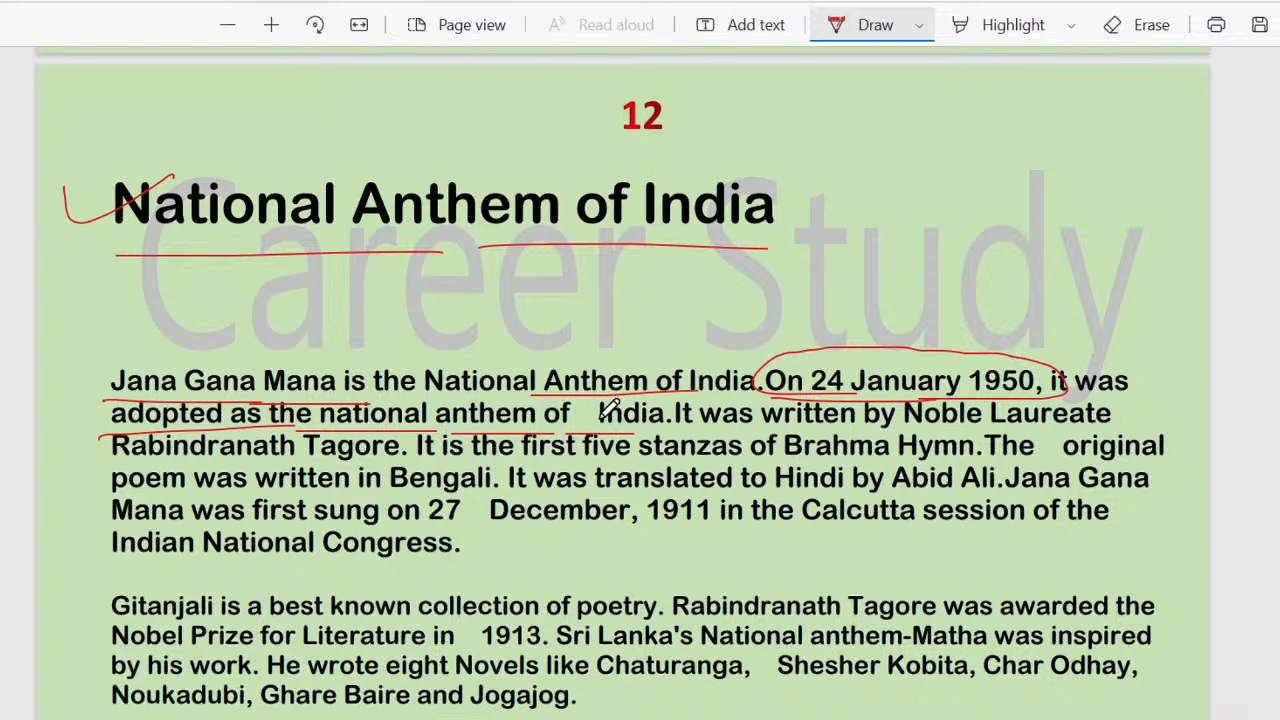 Page view
Read aloud
Add text
Draw
Highlight
Erase
12
National Anthem of India
Career Study
Jana Gana Mana is the National Anthem of India.On 24 January 1950, it was
adopted as the national anthem of India.It was written by Noble Laureate
Rabindranath Tagore. It is the first five stanzas of Brahma Hymn.The original
poem was written in Bengali. It was translated to Hindi by Abid Ali.Jana Gana
Mana was first sung on 27 December, 1911 in the Calcutta session of the
Indian National Congress.
Gitanjali is a best known collection of poetry. Rabindranath Tagore was awarded the
Nobel Prize for Literature in 1913. Sri Lanka's National anthem-Matha was inspired
by his work. He wrote eight Novels like Chaturanga, Shesher Kobita, Char Odhay,
Noukadubi, Ghare Baire and Jogajog.